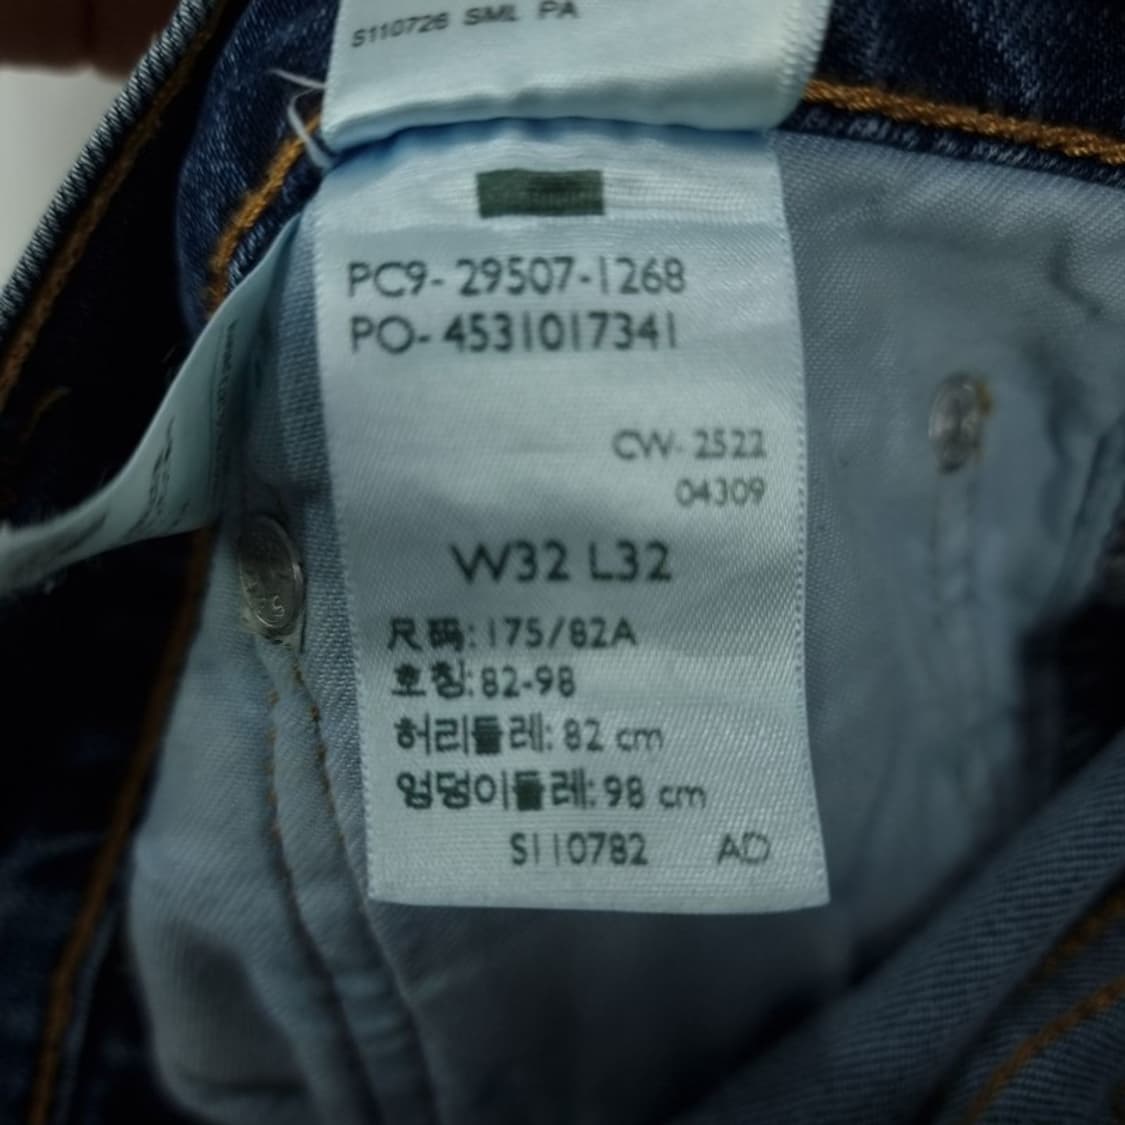 S110726 SML PA
PC9- 29507-1268
PO- 4531017341
CW- 2522
04309
W32 L32
尺码: 175/82A
호칭: 82-98
허리둘레: 82 cm
엉덩이둘레: 98 cm
S110782 AD